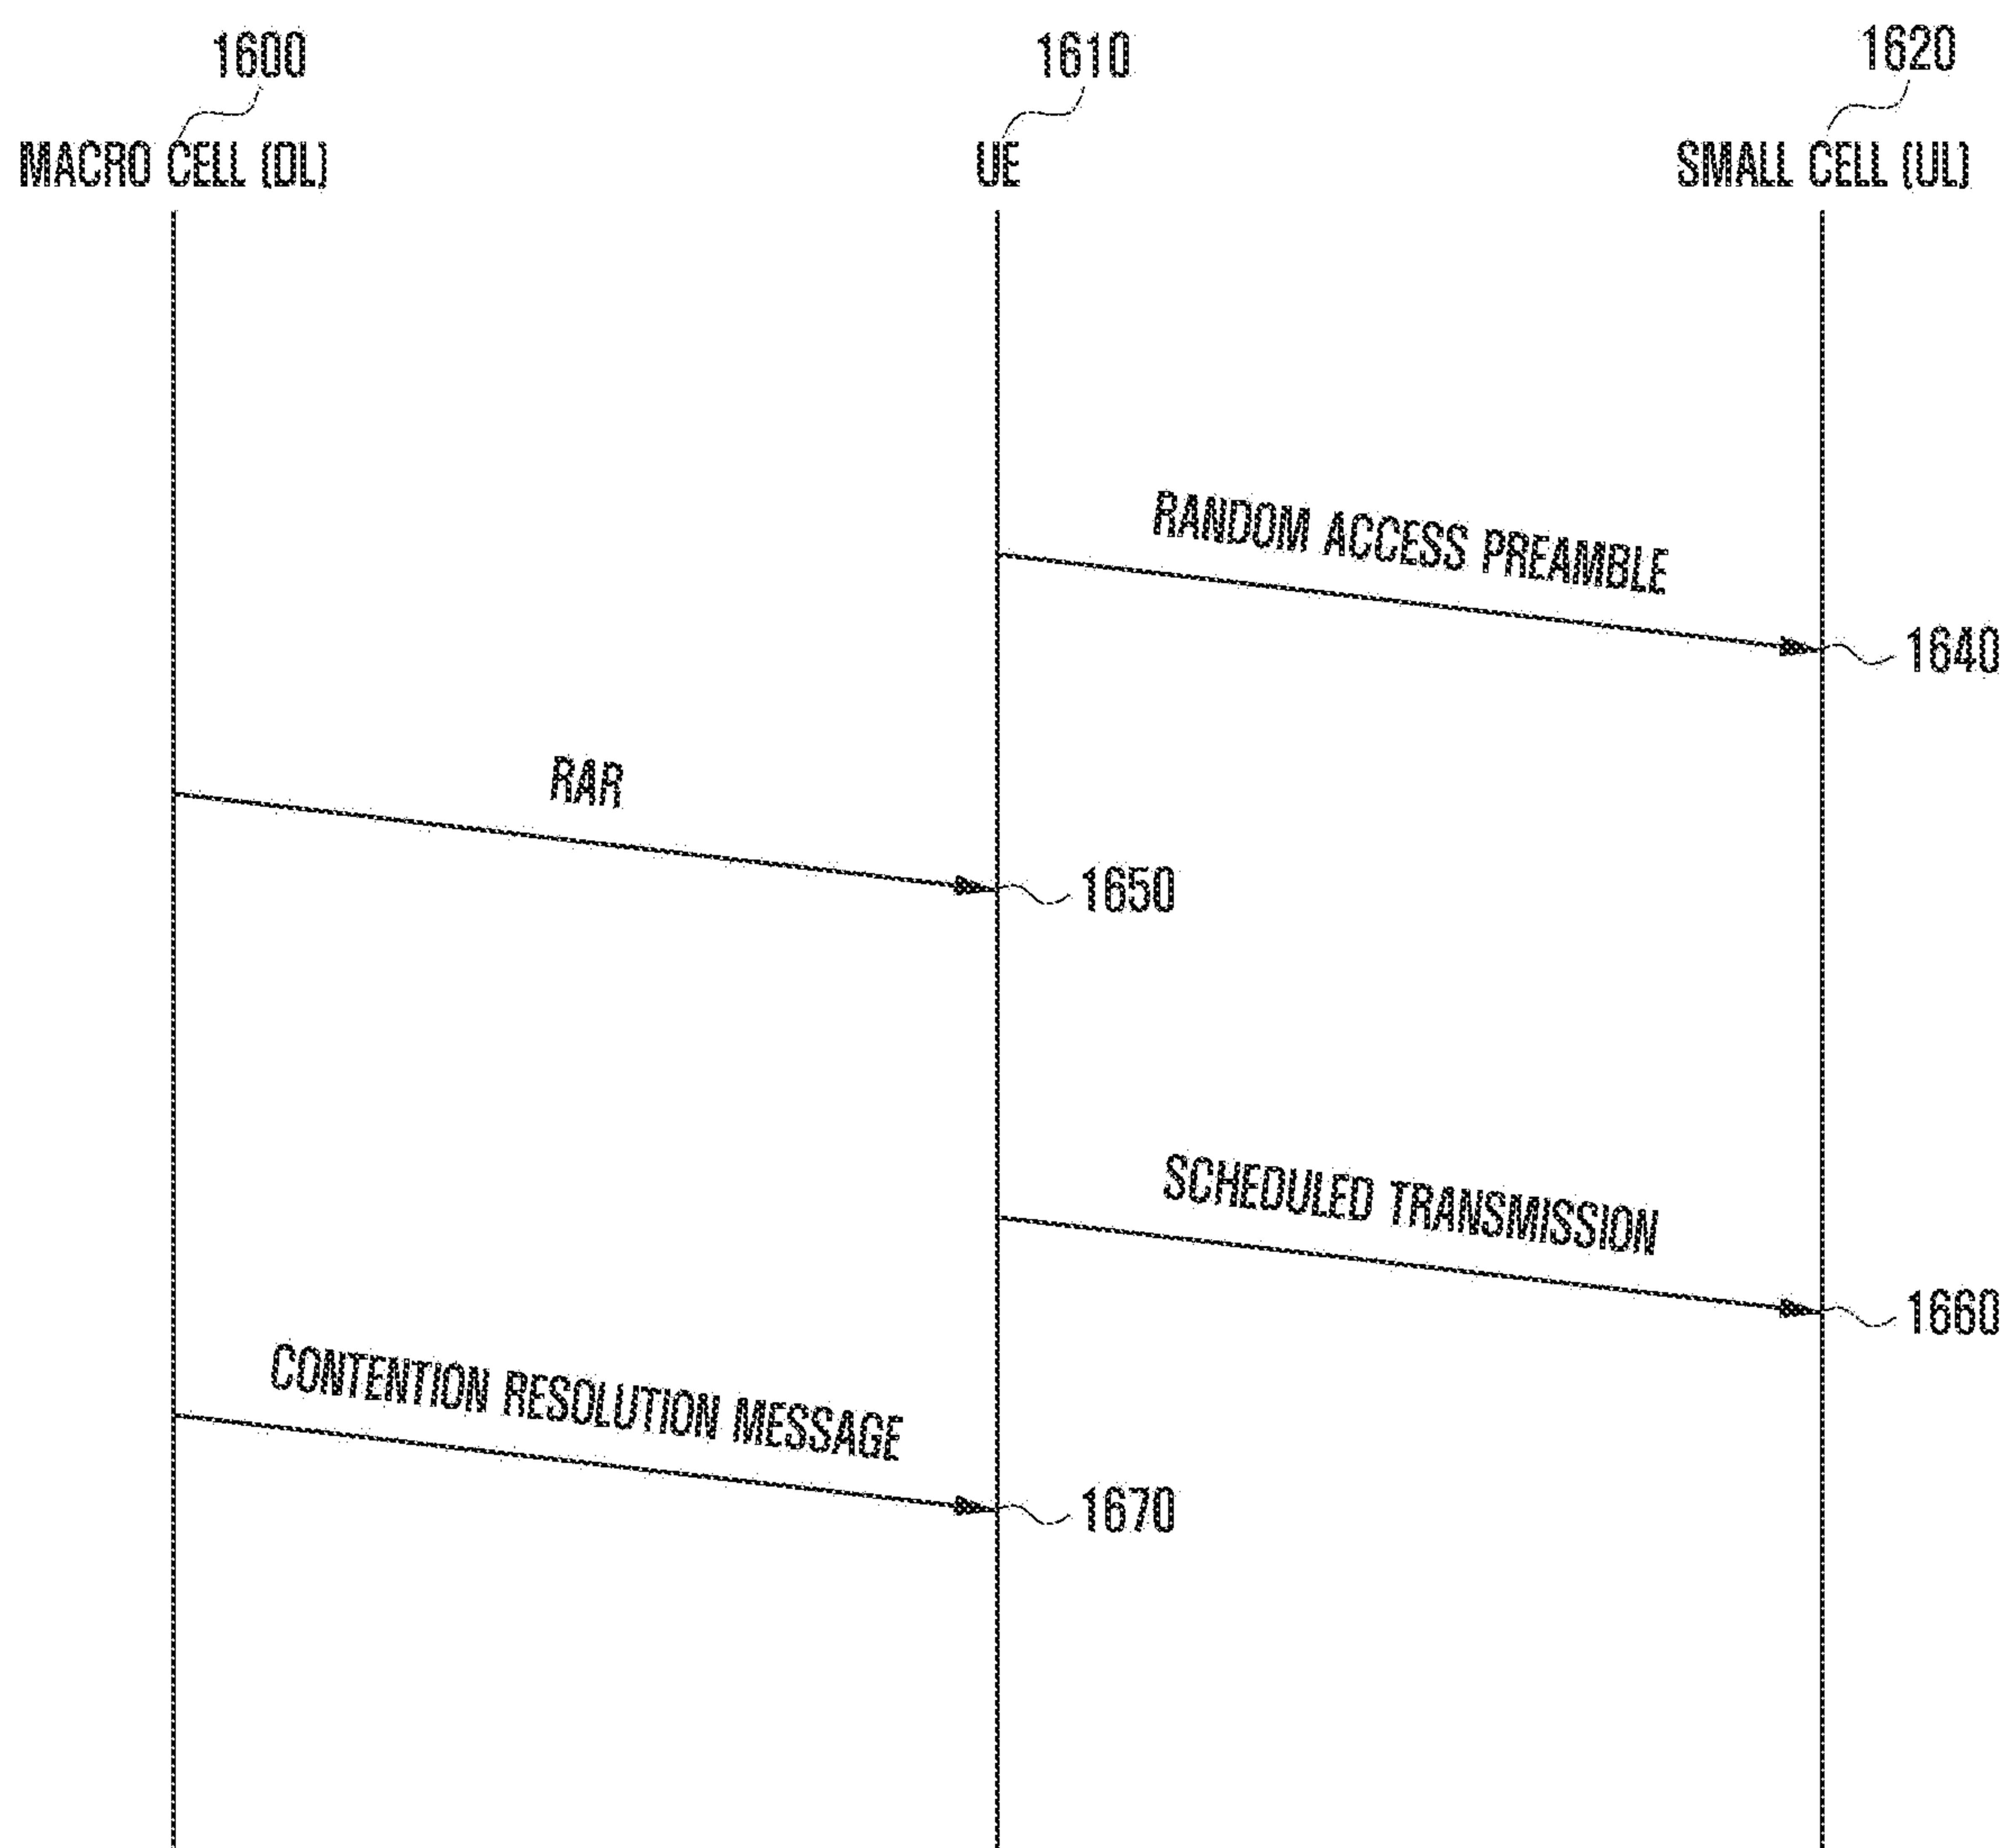 1600
1610
1620
MACRO CELL (DL)
UE
SMALL CELL (UL)
RANDOM ACCESS PREAMBLE
1640
RAR
1650
SCHEDULED TRANSMISSION
1660
CONTENTION RESOLUTION MESSAGE
1670